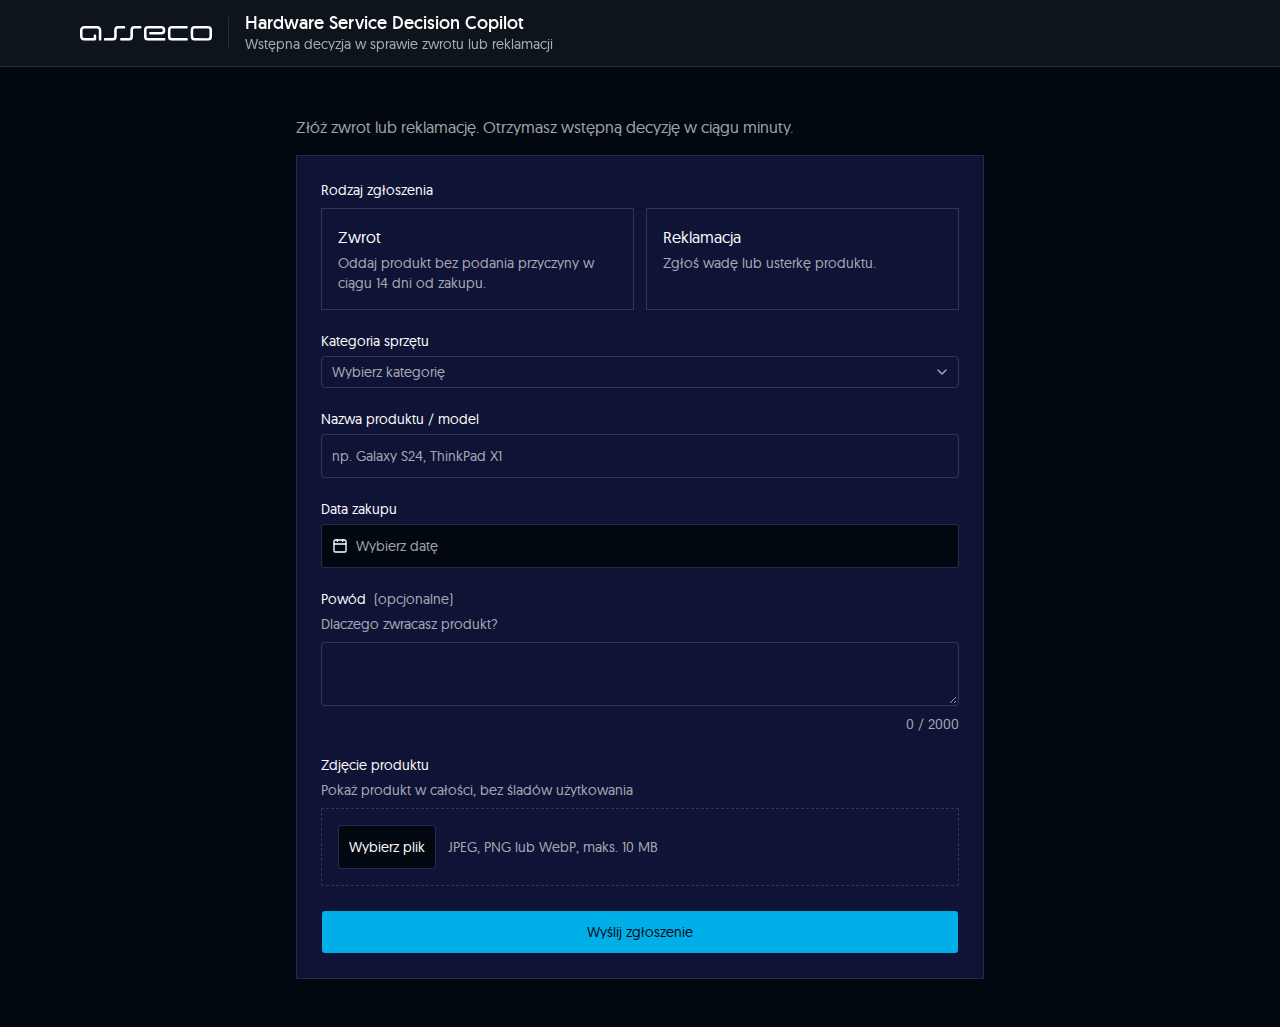 asseco
Hardware Service Decision Copilot
Wstępna decyzja w sprawie zwrotu lub reklamacji
Złóż zwrot lub reklamację. Otrzymasz wstępną decyzję w ciągu minuty.
Rodzaj zgłoszenia
Zwrot
Oddaj produkt bez podania przyczyny w
ciągu 14 dni od zakupu.
Reklamacja
Zgłoś wadę lub usterkę produktu.
Kategoria sprzętu
Wybierz kategorię
Nazwa produktu / model
np. Galaxy S24, ThinkPad X1
Data zakupu
Wybierz datę
Powód (opcjonalne)
Dlaczego zwracasz produkt?
0 / 2000
Zdjęcie produktu
Pokaż produkt w całości, bez śladów użytkowania
Wybierz plik JPEG, PNG lub WebP, maks. 10 MB
Wyślij zgłoszenie